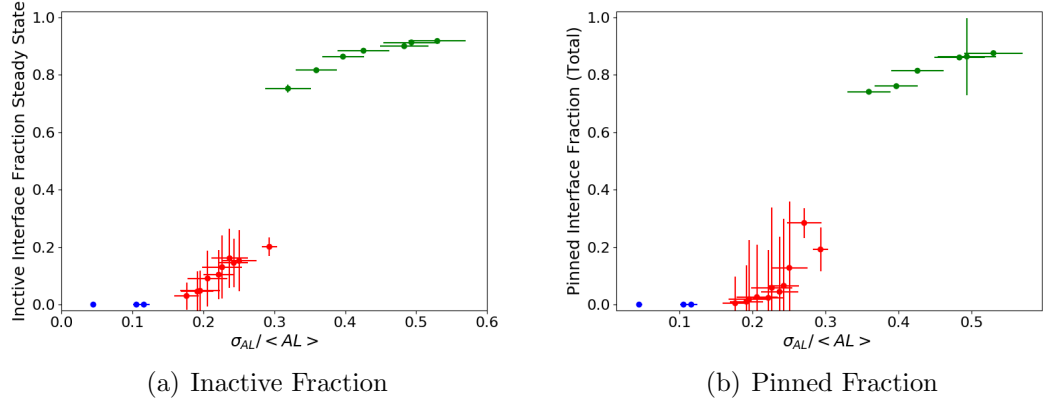 Inctive Interface Fraction Steady State
1.0
0.8
0.6
0.4
0.2
0.0
0.0 0.1 0.2 0.3 0.4 0.5 0.6
σ_AL/<AL>
(a) Inactive Fraction
Pinned Interface Fraction (Total)
1.0
0.8
0.6
0.4
0.2
0.0
0.1 0.2 0.3 0.4 0.5
σ_AL/<AL>
(b) Pinned Fraction